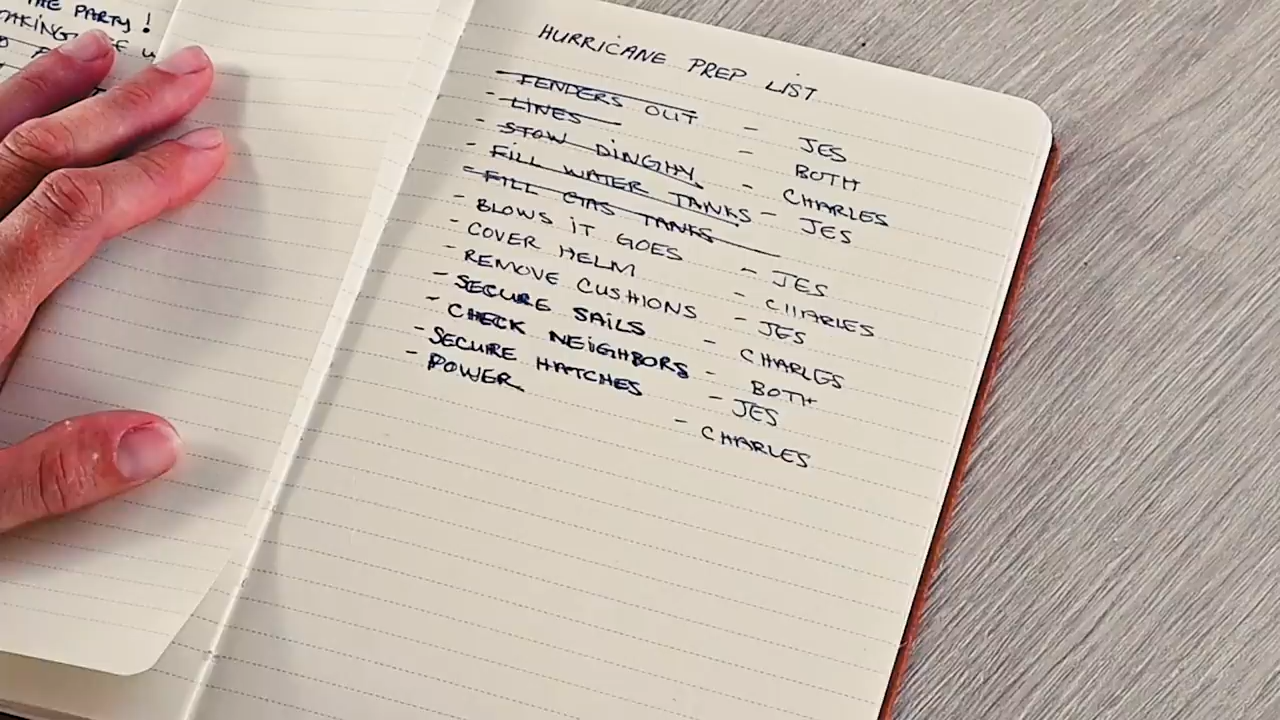 THE PARTY!
HURRICANE PREP LIST
FENDERS OUT - JES
- LINES - BOTH
- STOW DINGHY - CHARLES
- FILL WATER TANKS - JES
- FILL GAS TANKS
- BLOWS IT GOES - JES
- COVER HELM - CHARLES
- REMOVE CUSHIONS - JES
- SECURE SAILS - CHARLES
- CHECK NEIGHBORS - BOTH
- SECURE HATCHES - JES
- POWER - CHARLES